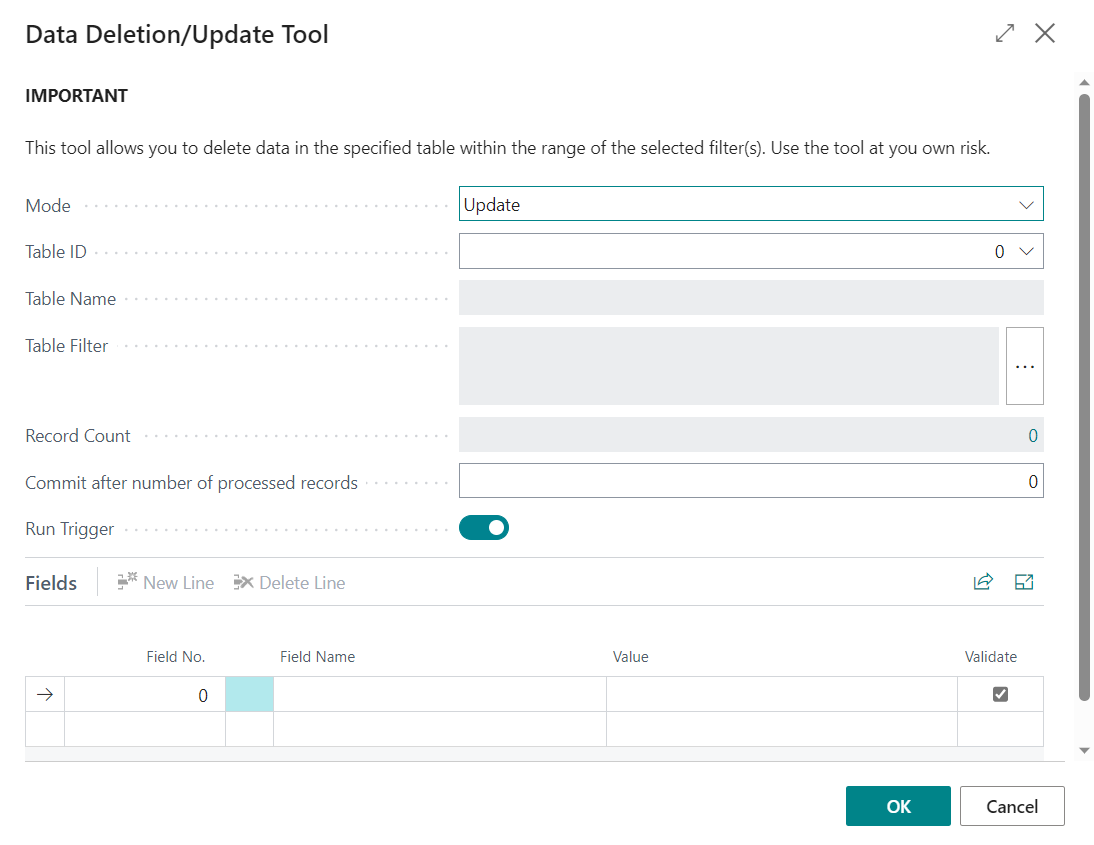 Data Deletion/Update Tool
IMPORTANT
This tool allows you to delete data in the specified table within the range of the selected filter(s). Use the tool at you own risk.
Mode Update
Table ID 0
Table Name
Table Filter ...
Record Count 0
Commit after number of processed records 0
Run Trigger
Fields New Line Delete Line
Field No. Field Name Value Validate
0
OK Cancel